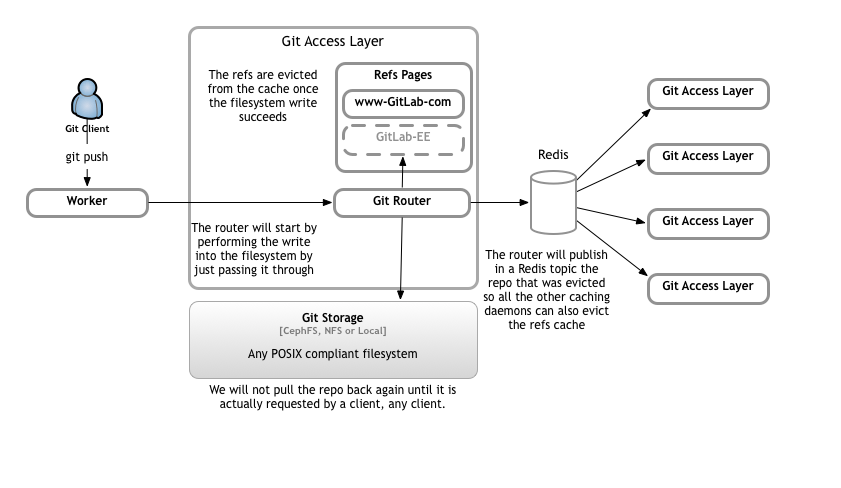 Git Access Layer
The refs are evicted
from the cache once
the filesystem write
succeeds
Refs Pages
www-GitLab-com
GitLab-EE
Git Client
git push
Worker
Git Router
The router will start by
performing the write
into the filesystem by
just passing it through
Redis
Git Access Layer
Git Access Layer
Git Access Layer
Git Access Layer
The router will publish
in a Redis topic the
repo that was evicted
so all the other caching
daemons can also evict
the refs cache
Git Storage
[CephFS, NFS or Local]
Any POSIX compliant filesystem
We will not pull the repo back again until it is
actually requested by a client, any client.